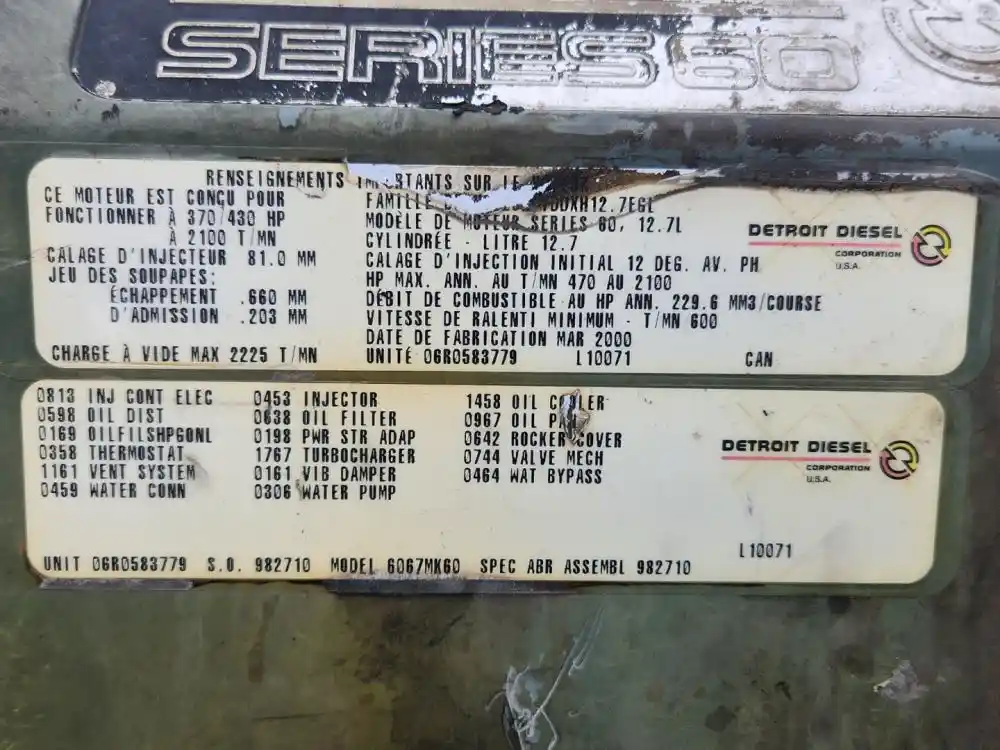 SERIES 60
RENSEIGNEMENTS IMPORTANTS SUR LE
CE MOTEUR EST CONÇU POUR
FONCTIONNER À 370/430 HP
À 2100 T/MN
CALAGE D'INJECTEUR 81.0 MM
JEU DES SOUPAPES:
ÉCHAPPEMENT .660 MM
D'ADMISSION .203 MM
CHARGE À VIDE MAX 2225 T/MN
FAMILLE
MODÈLE DE MOTEUR SERIES 60, 12.7L
CYLINDRÉE - LITRE 12.7
CALAGE D'INJECTION INITIAL 12 DEG. AV. PH
HP MAX. ANN. AU T/MN 470 AU 2100
DÉBIT DE COMBUSTIBLE AU HP ANN. 229.6 MM3/COURSE
VITESSE DE RALENTI MINIMUM - T/MN 600
DATE DE FABRICATION MAR 2000
UNITÉ 06R0583779 L10071 CAN
DETROIT DIESEL
CORPORATION
U.S.A.
0813 INJ CONT ELEC
0598 OIL DIST
0169 OILFILSHPGONL
0358 THERMOSTAT
1161 VENT SYSTEM
0459 WATER CONN
0453 INJECTOR
0638 OIL FILTER
0198 PWR STR ADAP
1767 TURBOCHARGER
0161 VIB DAMPER
0306 WATER PUMP
1458 OIL COOLER
0967 OIL PAN
0642 ROCKER COVER
0744 VALVE MECH
0464 WAT BYPASS
DETROIT DIESEL
CORPORATION
U.S.A.
L10071
UNIT 06R0583779 S.O. 982710 MODEL 6067MK60 SPEC ABR ASSEMBL 982710